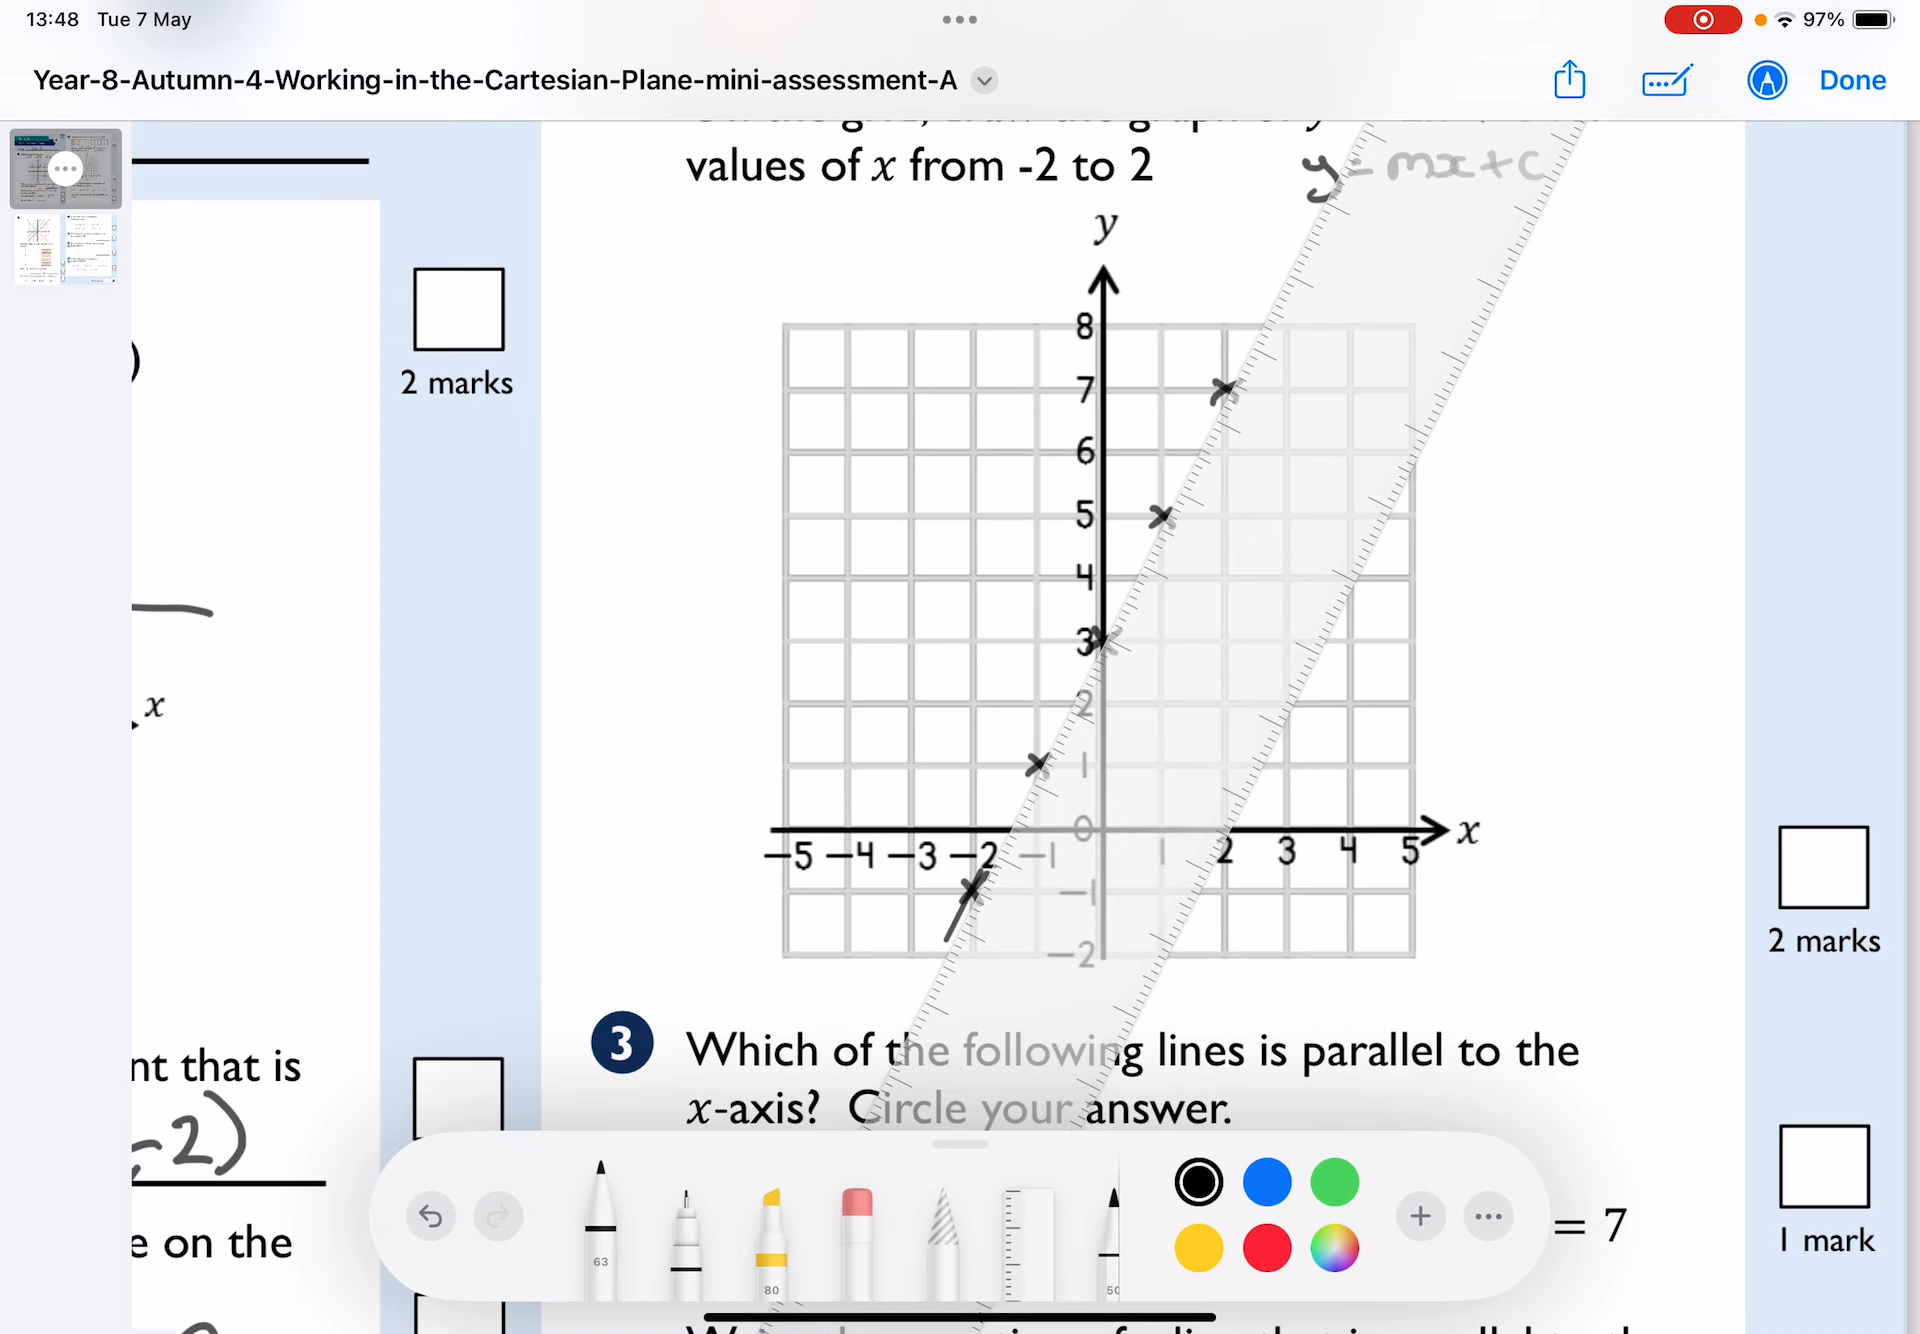 13:48 Tue 7 May
97%
Year-8-Autumn-4-Working-in-the-Cartesian-Plane-mini-assessment-A
Done
values of x from -2 to 2
y = mx + c
y
8
7
6
5
4
3
2
1
0
-5 -4 -3 -2 -1 1 2 3 4 5 x
-1
-2
)
2 marks
x
nt that is
-2)
e on the
2 marks
3 Which of the following lines is parallel to the
x-axis? Circle your answer.
= 7
1 mark
63
80
50